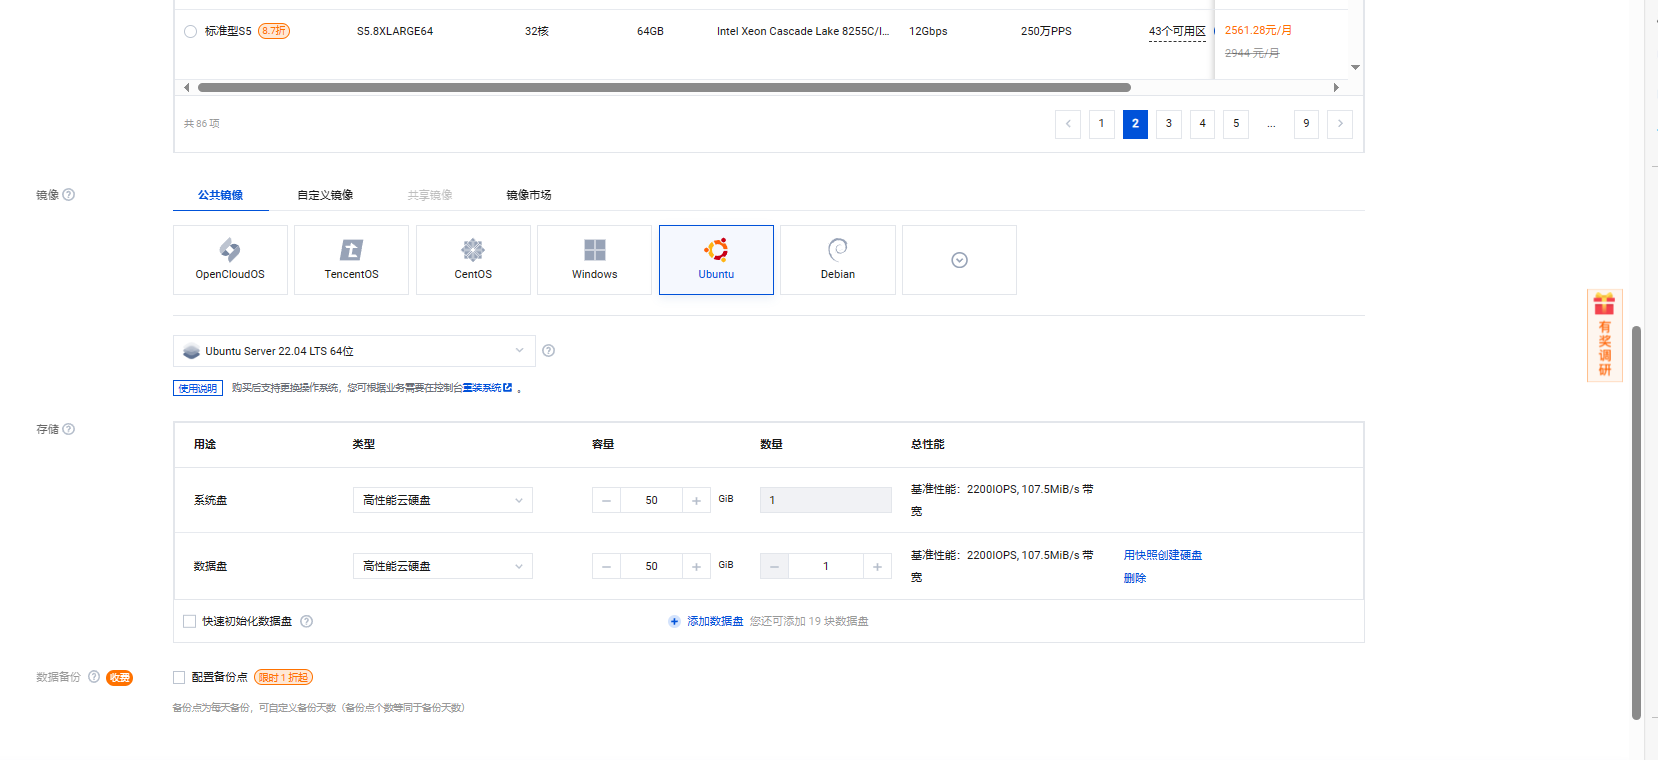 标准型S5 8.7折 S5.8XLARGE64 32核 64GB Intel Xeon Cascade Lake 8255C/I... 12Gbps 250万PPS 43个可用区 2561.28元/月
2944 元/月
共 86 项 1 2 3 4 5 ... 9
镜像 公共镜像 自定义镜像 共享镜像 镜像市场
OpenCloudOS TencentOS CentOS Windows Ubuntu Debian
Ubuntu Server 22.04 LTS 64位
使用说明 购买后支持更换操作系统，您可根据业务需要在控制台重装系统 。
有奖调研
存储
用途 类型 容量 数量 总性能
系统盘 高性能云硬盘 50 GiB 1 基准性能：2200IOPS, 107.5MiB/s 带
宽
数据盘 高性能云硬盘 50 GiB 1 基准性能：2200IOPS, 107.5MiB/s 带 用快照创建硬盘
宽 删除
快速初始化数据盘 添加数据盘 您还可添加 19 块数据盘
数据备份 收费 配置备份点 限时 1 折起
备份点为每天备份，可自定义备份天数（备份点个数等同于备份天数）